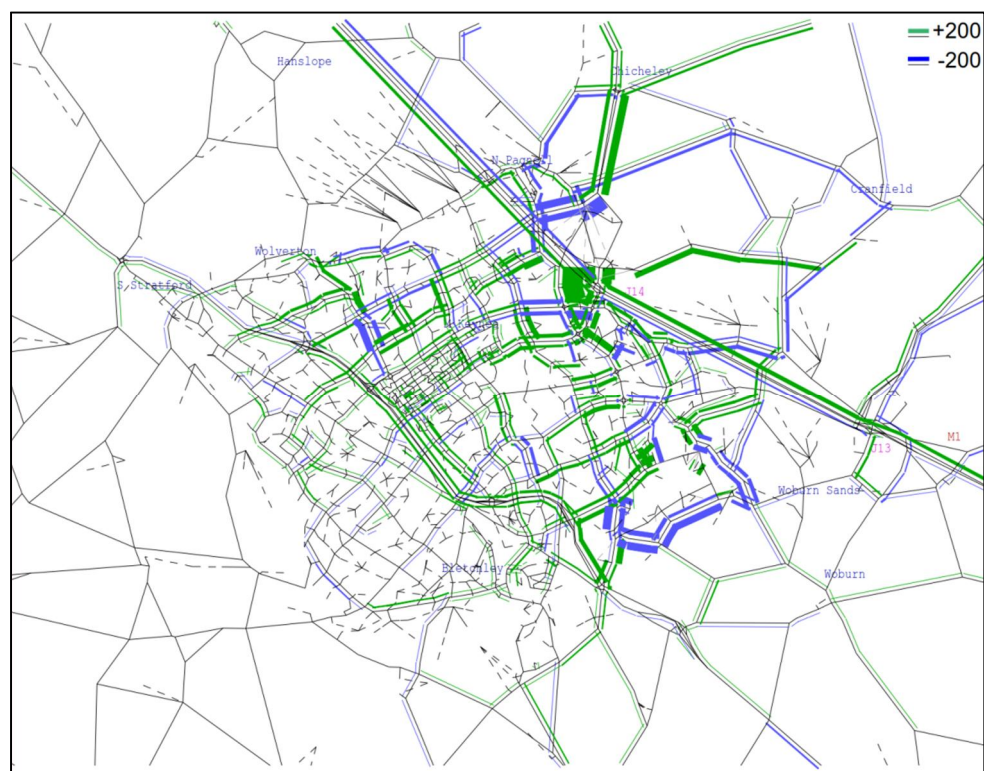 +200
-200
Hanslope
Chicheley
N Pagnell
Cranfield
Wolverton
S Stratford
J14
M1
J13
Woburn Sands
Bletchley
Woburn